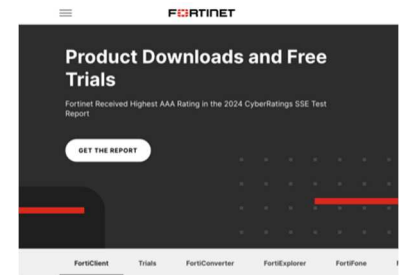 FORTINET
Product Downloads and Free
Trials
Fortinet Received Highest AAA Rating in the 2024 CyberRatings SSE Test
Report
GET THE REPORT
FortiClient Trials FortiConverter FortiExplorer FortiFone